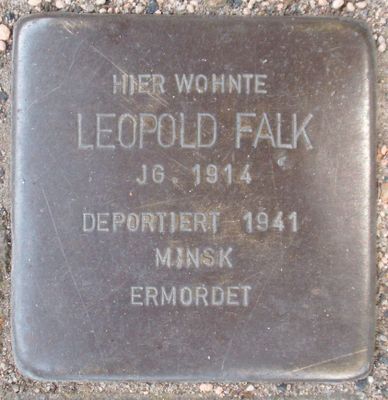 HIER WOHNTE
LEOPOLD FALK
JG. 1914
DEPORTIERT 1941
MINSK
ERMORDET